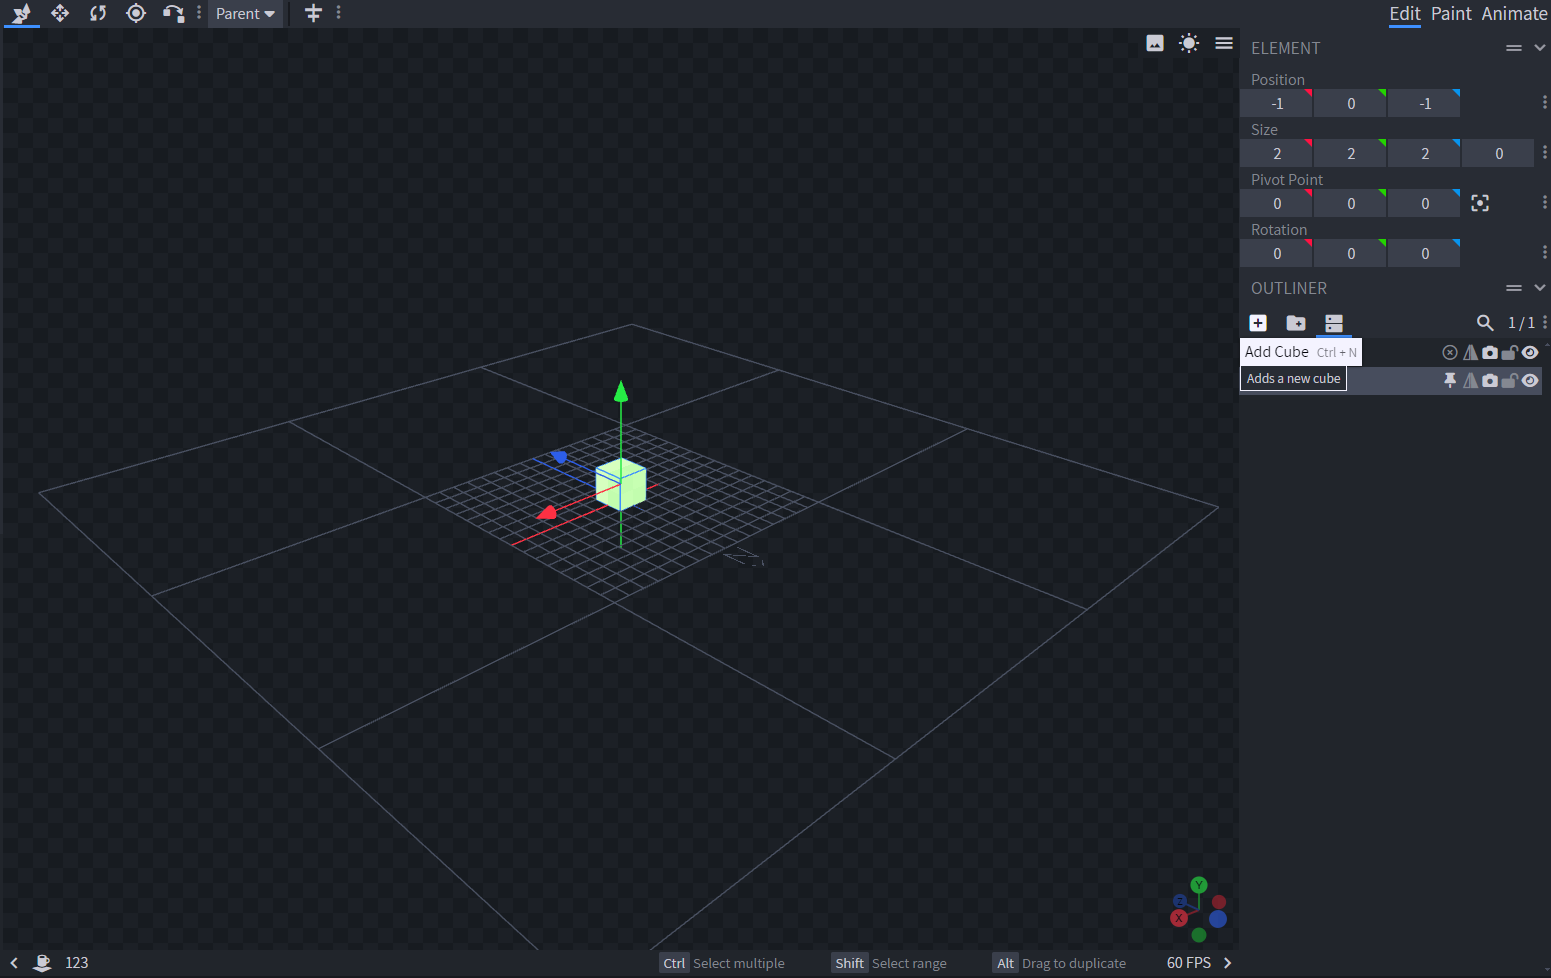 Parent
Edit Paint Animate
ELEMENT
Position
-1 0 -1
Size
2 2 2 0
Pivot Point
0 0 0
Rotation
0 0 0
OUTLINER
1 / 1
Add Cube Ctrl + N
Adds a new cube
Y
Z
X
123
Ctrl Select multiple Shift Select range Alt Drag to duplicate 60 FPS